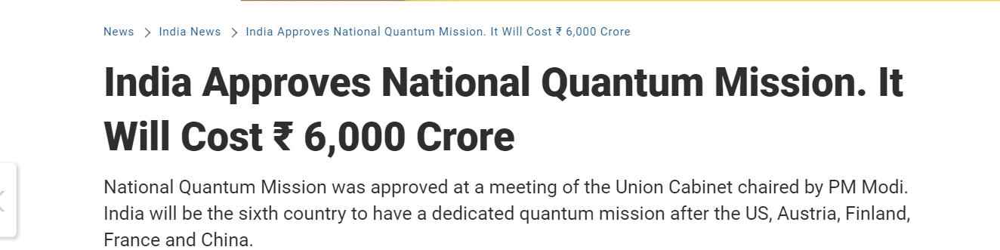 News > India News > India Approves National Quantum Mission. It Will Cost ₹ 6,000 Crore
India Approves National Quantum Mission. It
Will Cost ₹ 6,000 Crore
National Quantum Mission was approved at a meeting of the Union Cabinet chaired by PM Modi.
India will be the sixth country to have a dedicated quantum mission after the US, Austria, Finland,
France and China.